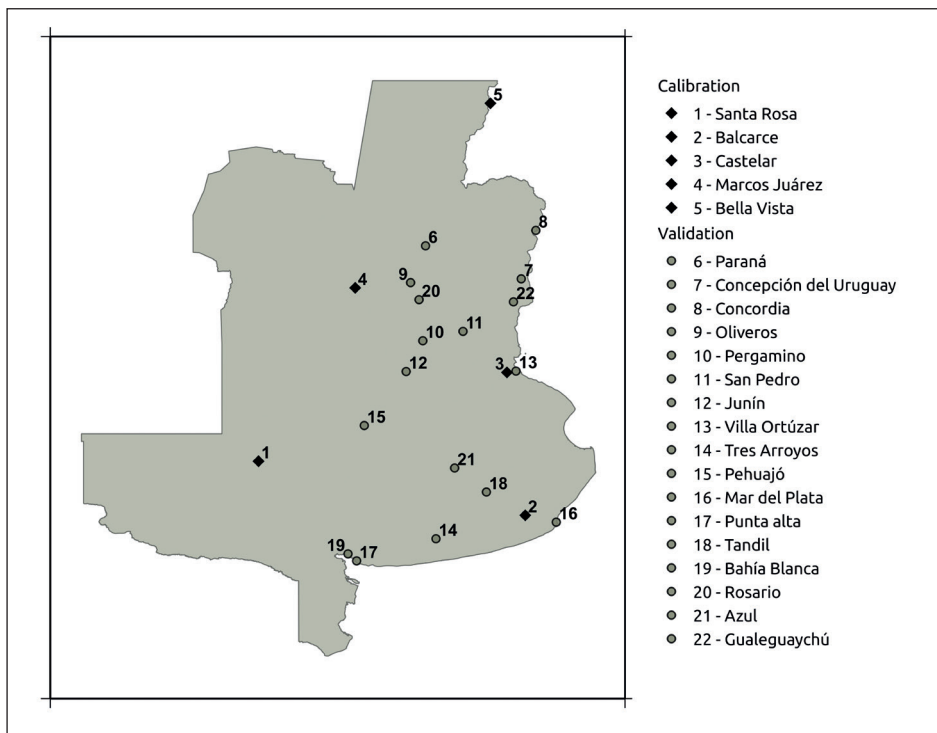 5
8
6
7
9
4
20
22
11
10
3
13
12
15
1
21
18
2
16
14
19
17
Calibration
1 - Santa Rosa
2 - Balcarce
3 - Castelar
4 - Marcos Juárez
5 - Bella Vista
Validation
6 - Paraná
7 - Concepción del Uruguay
8 - Concordia
9 - Oliveros
10 - Pergamino
11 - San Pedro
12 - Junín
13 - Villa Ortúzar
14 - Tres Arroyos
15 - Pehuajó
16 - Mar del Plata
17 - Punta alta
18 - Tandil
19 - Bahía Blanca
20 - Rosario
21 - Azul
22 - Gualeguaychú